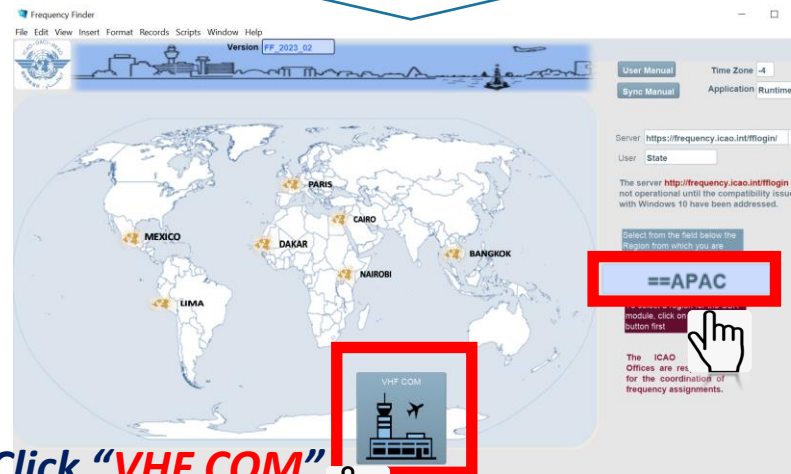 Frequency Finder
File Edit View Insert Format Records Scripts Window Help
Version FF_2023_02
User Manual Time Zone -4
Sync Manual Application Runtime
Server https://frequency.icao.int/fflogin/
User State
The server http://frequency.icao.int/fflogin
not operational until the compatibility issue
with Windows 10 have been addressed.
PARIS
CAIRO
MEXICO
DAKAR
BANGKOK
NAIROBI
LIMA
Select from the field below the
Region from which you are
==APAC
module, click on
button first
The ICAO
Offices are
for the coordination of
frequency assignments.
VHF COM
Click “VHF COM”